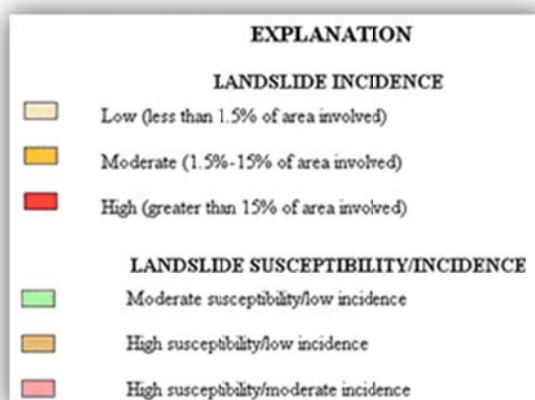 EXPLANATION
LANDSLIDE INCIDENCE
Low (less than 1.5% of area involved)
Moderate (1.5%-15% of area involved)
High (greater than 15% of area involved)
LANDSLIDE SUSCEPTIBILITY/INCIDENCE
Moderate susceptibility/low incidence
High susceptibility/low incidence
High susceptibility/moderate incidence